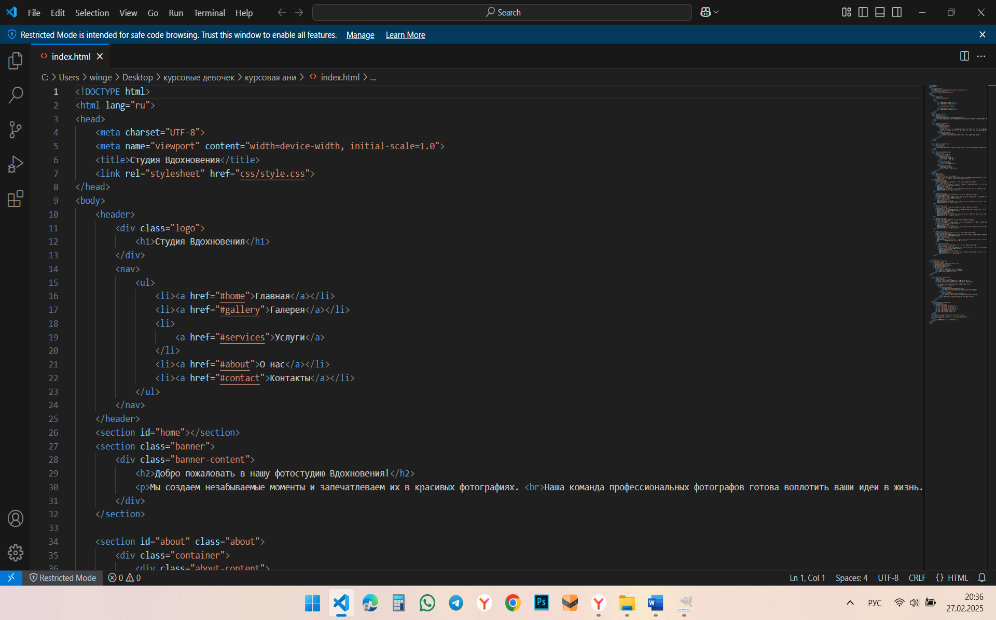 File Edit Selection View Go Run Terminal Help Search
Restricted Mode is intended for safe code browsing. Trust this window to enable all features. Manage Learn More
index.html
C: > Users > winge > Desktop > курсовые девочек > курсовая ани > index.html > ...
1 <!DOCTYPE html>
2 <html lang="ru">
3 <head>
4 <meta charset="UTF-8">
5 <meta name="viewport" content="width=device-width, initial-scale=1.0">
6 <title>Студия Вдохновения</title>
7 <link rel="stylesheet" href="css/style.css">
8 </head>
9 <body>
10 <header>
11 <div class="logo">
12 <h1>Студия Вдохновения</h1>
13 </div>
14 <nav>
15 <ul>
16 <li><a href="#home">Главная</a></li>
17 <li><a href="#gallery">Галерея</a></li>
18 <li>
19 <a href="#services">Услуги</a>
20 </li>
21 <li><a href="#about">О нас</a></li>
22 <li><a href="#contact">Контакты</a></li>
23 </ul>
24 </nav>
25 </header>
26 <section id="home"></section>
27 <section class="banner">
28 <div class="banner-content">
29 <h2>Добро пожаловать в нашу фотостудию Вдохновения!</h2>
30 <p>Мы создаем незабываемые моменты и запечатлеваем их в красивых фотографиях. <br>Наша команда профессиональных фотографов готова воплотить ваши идеи в жизнь.
31 </div>
32 </section>
33
34 <section id="about" class="about">
35 <div class="container">
36 <div class="about-content">
Restricted Mode 0 0 Ln 1, Col 1 Spaces: 4 UTF-8 CRLF {} HTML
РУС 20:36
27.02.2025